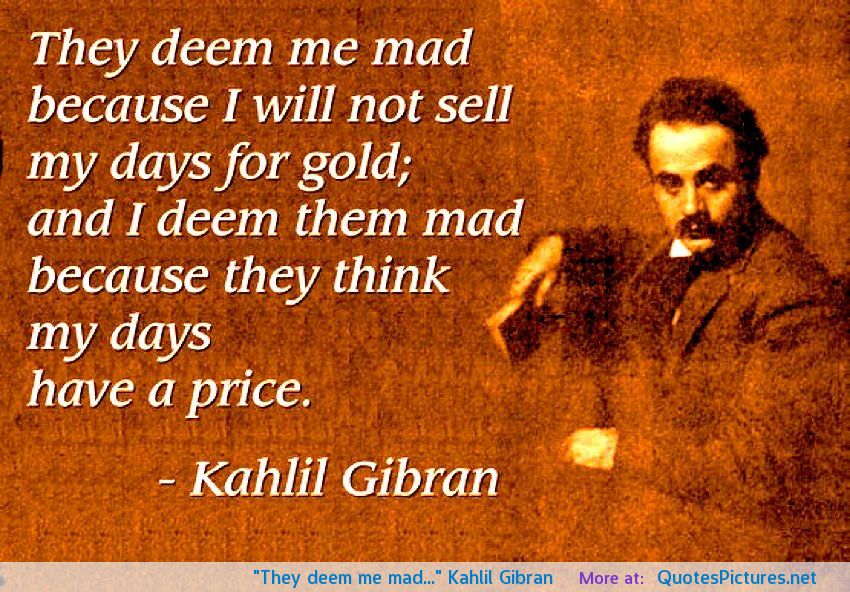 They deem me mad
because I will not sell
my days for gold;
and I deem them mad
because they think
my days
have a price.
- Kahlil Gibran
"They deem me mad..." Kahlil Gibran More at: QuotesPictures.net